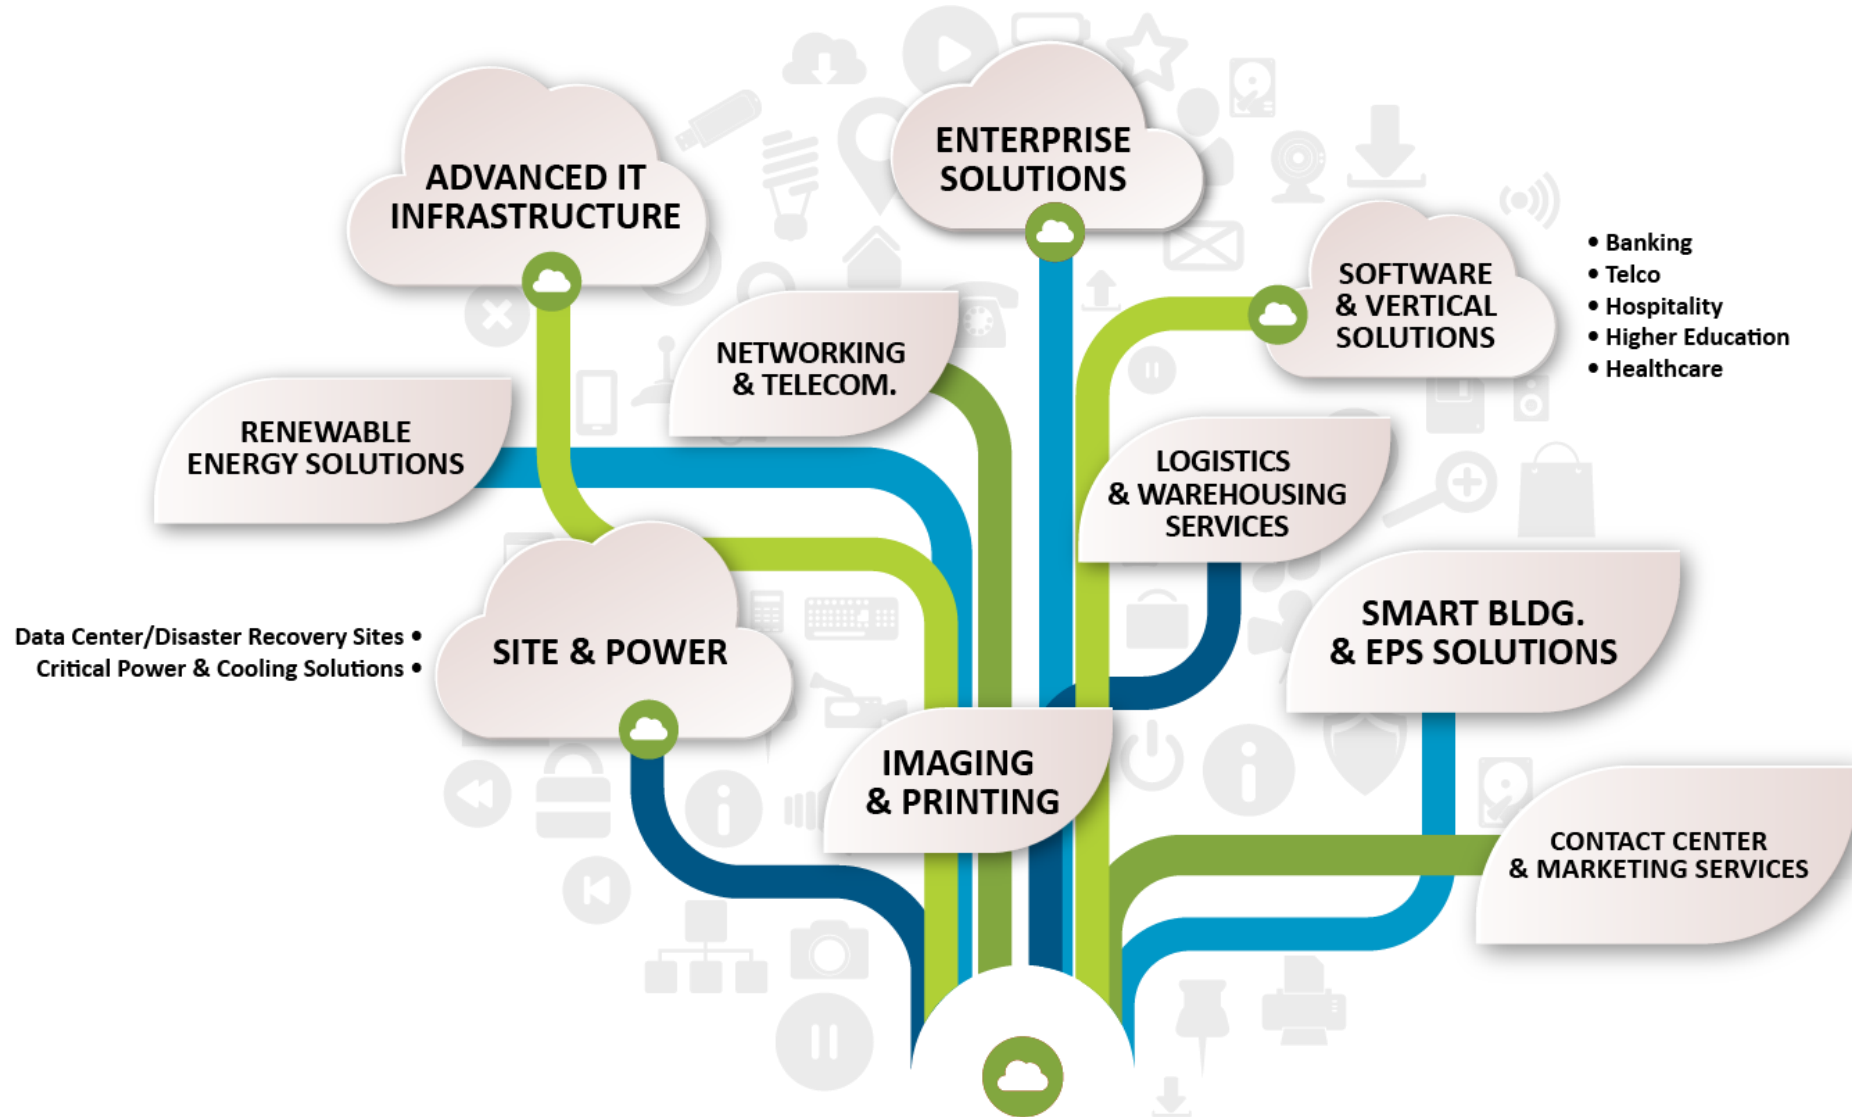 ADVANCED IT
INFRASTRUCTURE
ENTERPRISE
SOLUTIONS
SOFTWARE
& VERTICAL
SOLUTIONS
• Banking
• Telco
• Hospitality
• Higher Education
• Healthcare
NETWORKING
& TELECOM.
RENEWABLE
ENERGY SOLUTIONS
LOGISTICS
& WAREHOUSING
SERVICES
SITE & POWER
Data Center/Disaster Recovery Sites •
Critical Power & Cooling Solutions •
SMART BLDG.
& EPS SOLUTIONS
IMAGING
& PRINTING
CONTACT CENTER
& MARKETING SERVICES